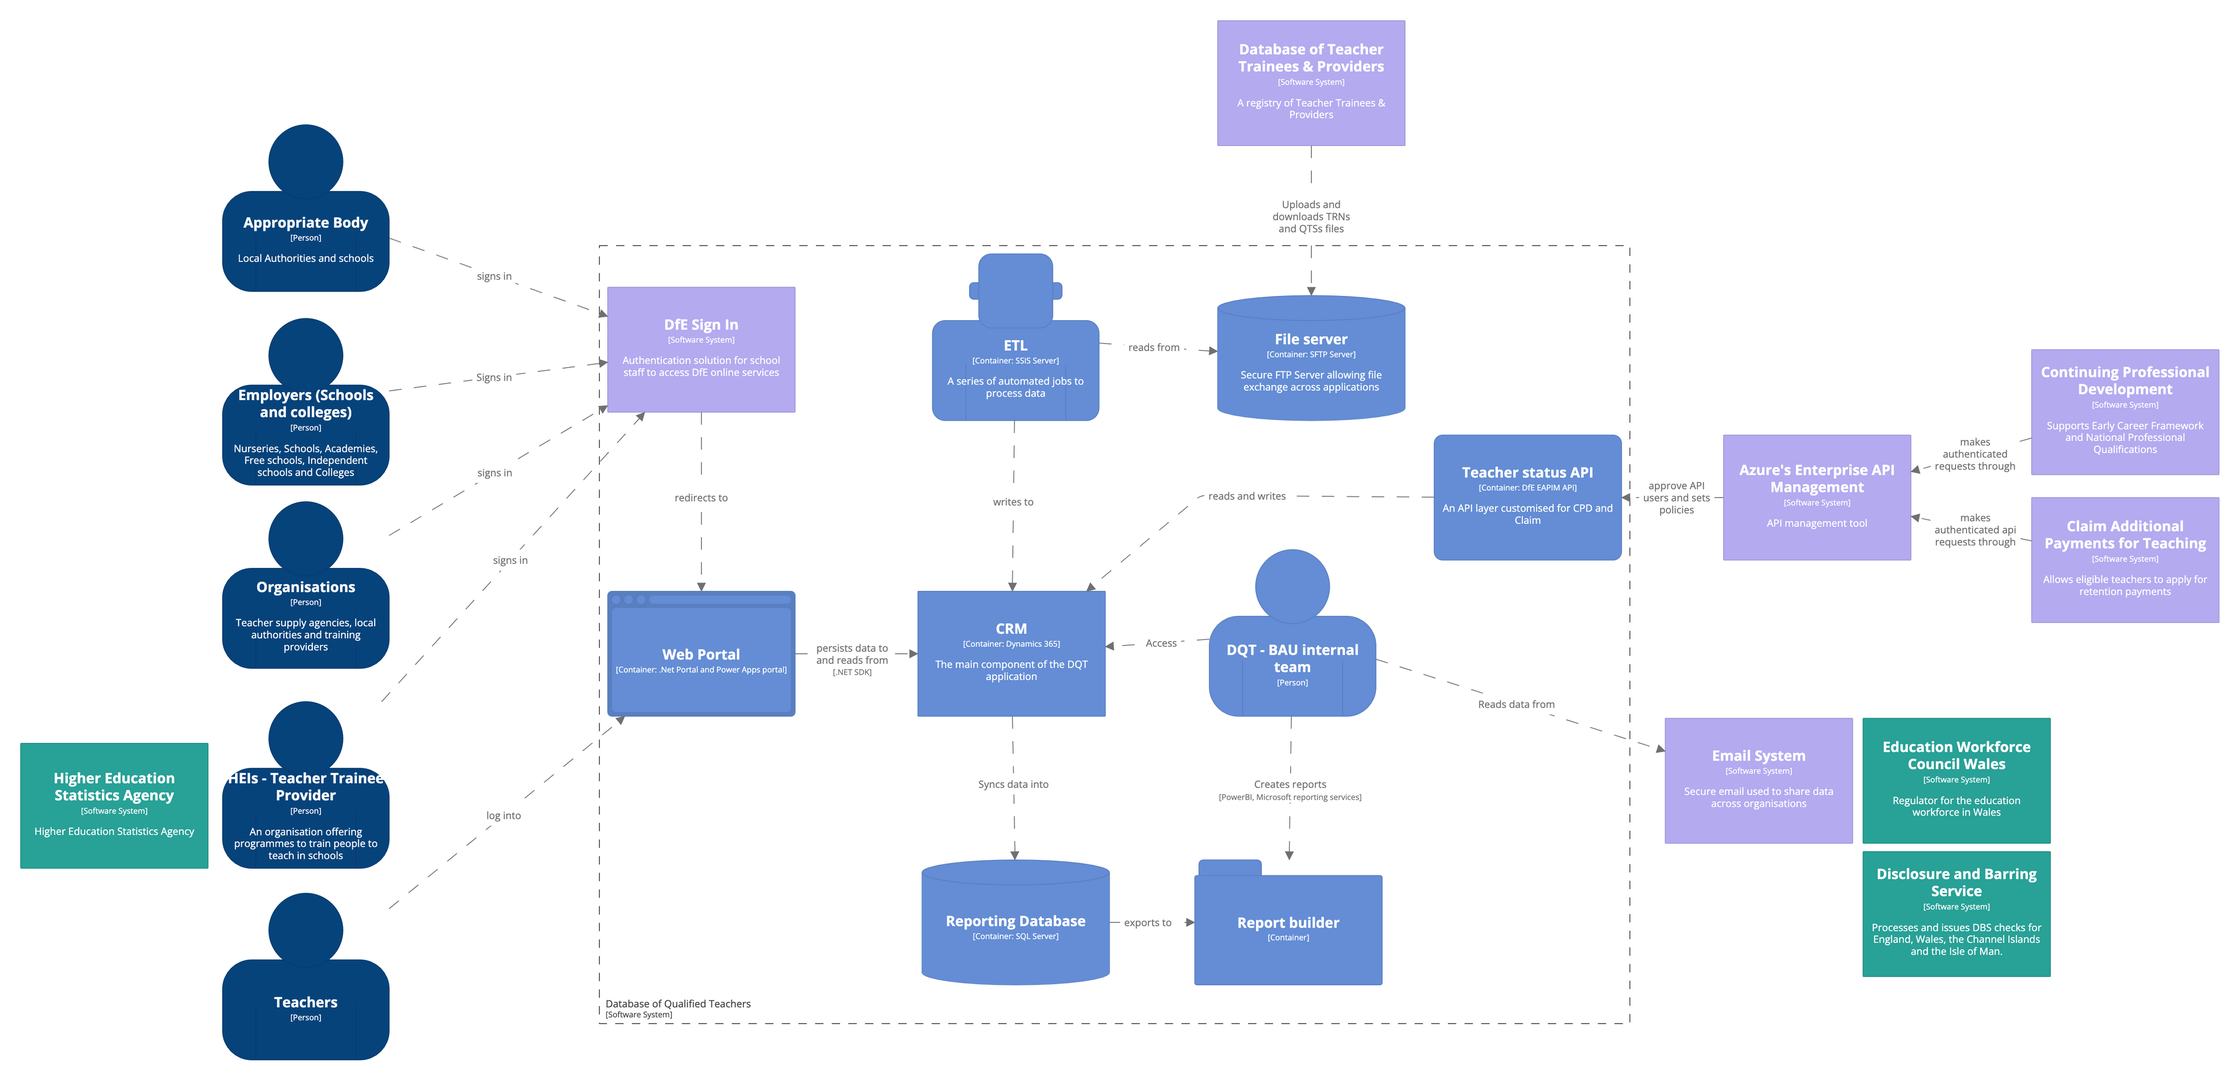 Database of Teacher
Trainees & Providers
[Software System]
A registry of Teacher Trainees &
Providers
Uploads and
downloads TRNs
and QTSs files
Appropriate Body
[Person]
Local Authorities and schools
signs in
Employers (Schools
and colleges)
[Person]
Nurseries, Schools, Academies,
Free schools, Independent
schools and Colleges
Signs in
Organisations
[Person]
Teacher supply agencies, local
authorities and training
providers
signs in
HEIs - Teacher Trainee
Provider
[Person]
An organisation offering
programmes to train people to
teach in schools
signs in
Higher Education
Statistics Agency
[Software System]
Higher Education Statistics Agency
Teachers
[Person]
log into
DfE Sign In
[Software System]
Authentication solution for school
staff to access DfE online services
redirects to
ETL
[Container: SSIS Server]
A series of automated jobs to
process data
reads from
File server
[Container: SFTP Server]
Secure FTP Server allowing file
exchange across applications
writes to
reads and writes
Teacher status API
[Container: DfE EAPIM API]
An API layer customised for CPD and
Claim
approve API
users and sets
policies
Azure's Enterprise API
Management
[Software System]
API management tool
makes
authenticated
requests through
makes
authenticated api
requests through
Continuing Professional
Development
[Software System]
Supports Early Career Framework
and National Professional
Qualifications
Claim Additional
Payments for Teaching
[Software System]
Allows eligible teachers to apply for
retention payments
Web Portal
[Container: .Net Portal and Power Apps portal]
persists data to
and reads from
[.NET SDK]
CRM
[Container: Dynamics 365]
The main component of the DQT
application
Access
DQT - BAU internal
team
[Person]
Reads data from
Syncs data into
Creates reports
[PowerBI, Microsoft reporting services]
Email System
[Software System]
Secure email used to share data
across organisations
Education Workforce
Council Wales
[Software System]
Regulator for the education
workforce in Wales
Disclosure and Barring
Service
[Software System]
Processes and issues DBS checks for
England, Wales, the Channel Islands
and the Isle of Man.
Reporting Database
[Container: SQL Server]
exports to
Report builder
[Container]
Database of Qualified Teachers
[Software System]